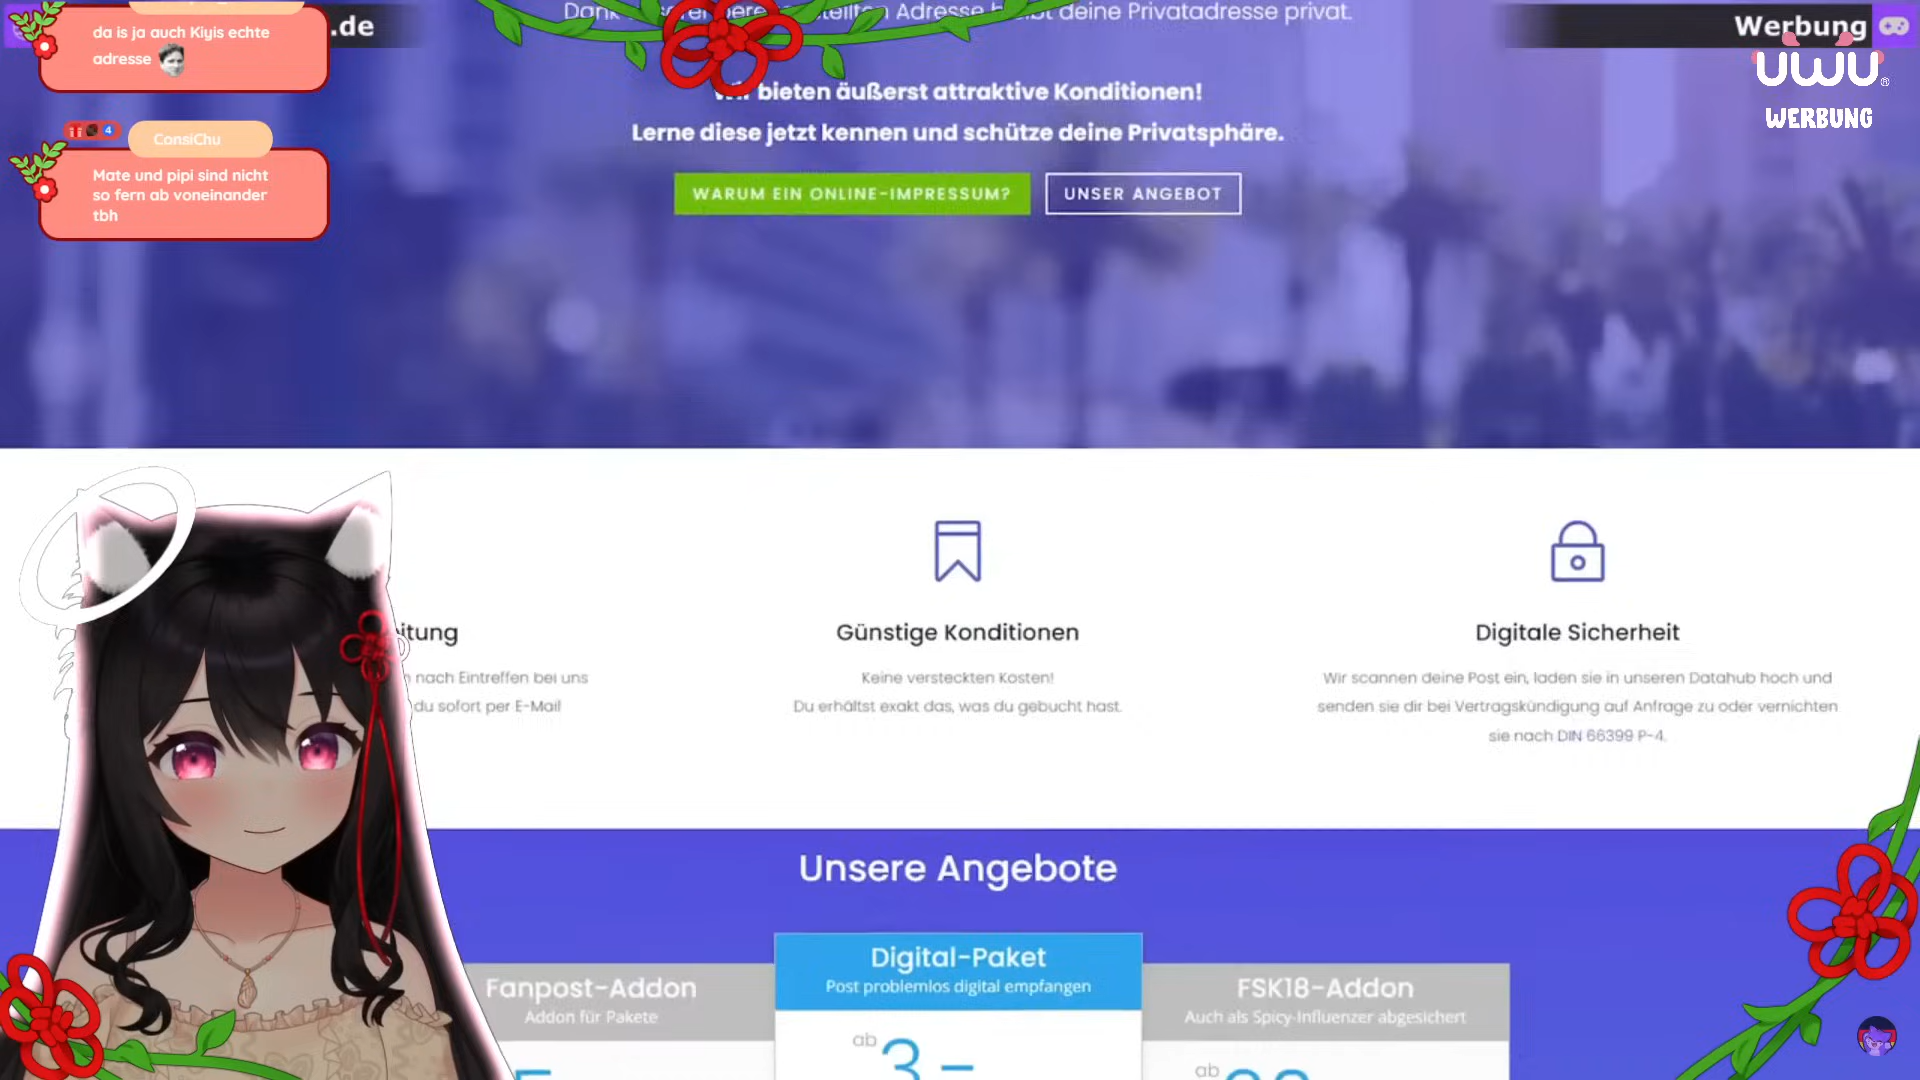 da is ja auch Kiyis echte
adresse
4
ConsiChu
Mate und pipi sind nicht
so fern ab voneinander
tbh
.de
Werbung
UWU®
WERBUNG
Adresse bleibt deine Privatadresse privat.
Wir bieten äußerst attraktive Konditionen!
Lerne diese jetzt kennen und schütze deine Privatsphäre.
WARUM EIN ONLINE-IMPRESSUM?
UNSER ANGEBOT
nach Eintreffen bei uns
du sofort per E-Mail
Günstige Konditionen
Keine versteckten Kosten!
Du erhältst exakt das, was du gebucht hast.
Digitale Sicherheit
Wir scannen deine Post ein, laden sie in unseren Datahub hoch und
senden sie dir bei Vertragskündigung auf Anfrage zu oder vernichten
sie nach DIN 66399 P-4.
Unsere Angebote
Fanpost-Addon
Addon für Pakete
Digital-Paket
Post problemlos digital empfangen
ab
3,-
FSK18-Addon
Auch als Spicy-Influenzer abgesichert
ab